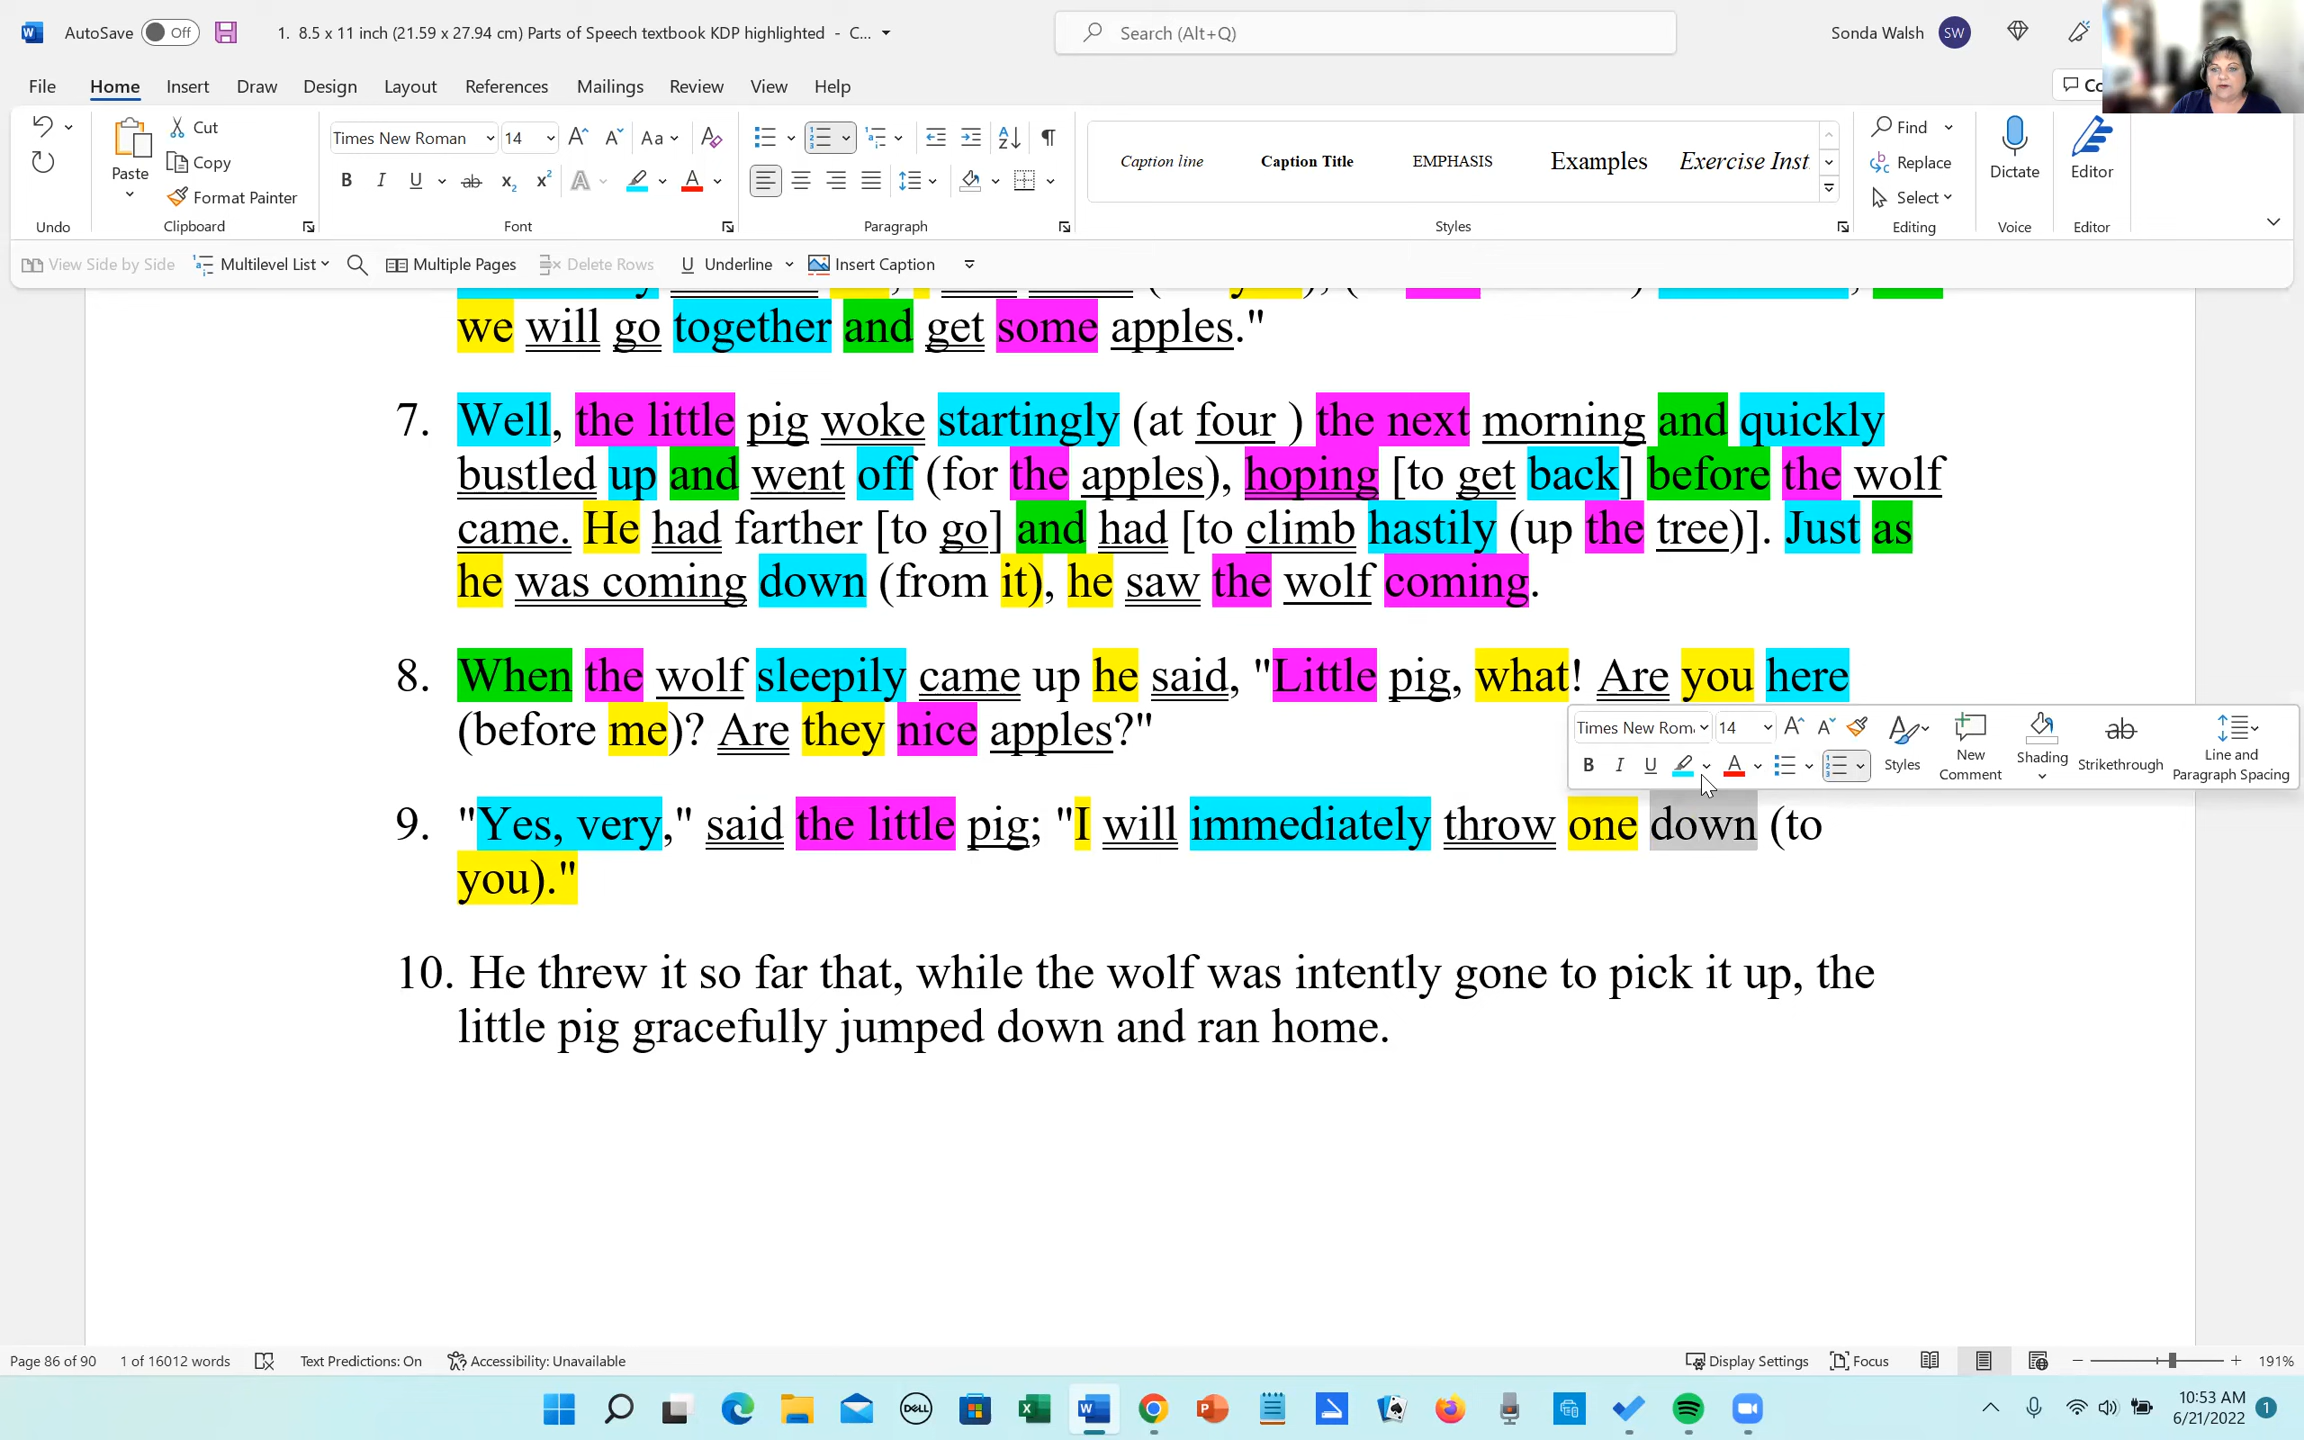 AutoSave Off 1. 8.5 x 11 inch (21.59 x 27.94 cm) Parts of Speech textbook KDP highlighted - C... Search (Alt+Q) Sonda Walsh SW
File Home Insert Draw Design Layout References Mailings Review View Help
Cut
Copy
Format Painter
Paste
Times New Roman 14
Caption line Caption Title EMPHASIS Examples Exercise Inst
Find
Replace
Select
Dictate
Editor
Undo Clipboard Font Paragraph Styles Editing Voice Editor
View Side by Side Multilevel List Multiple Pages Delete Rows Underline Insert Caption
we will go together and get some apples."
7. Well, the little pig woke startingly (at four ) the next morning and quickly
bustled up and went off (for the apples), hoping [to get back] before the wolf
came. He had farther [to go] and had [to climb hastily (up the tree)]. Just as
he was coming down (from it), he saw the wolf coming.
8. When the wolf sleepily came up he said, "Little pig, what! Are you here
(before me)? Are they nice apples?"
Times New Rom 14
Styles New Comment Shading Strikethrough Line and Paragraph Spacing
9. "Yes, very," said the little pig; "I will immediately throw one down (to
you)."
10. He threw it so far that, while the wolf was intently gone to pick it up, the
little pig gracefully jumped down and ran home.
Page 86 of 90 1 of 16012 words Text Predictions: On Accessibility: Unavailable Display Settings Focus 191%
10:53 AM
6/21/2022 1